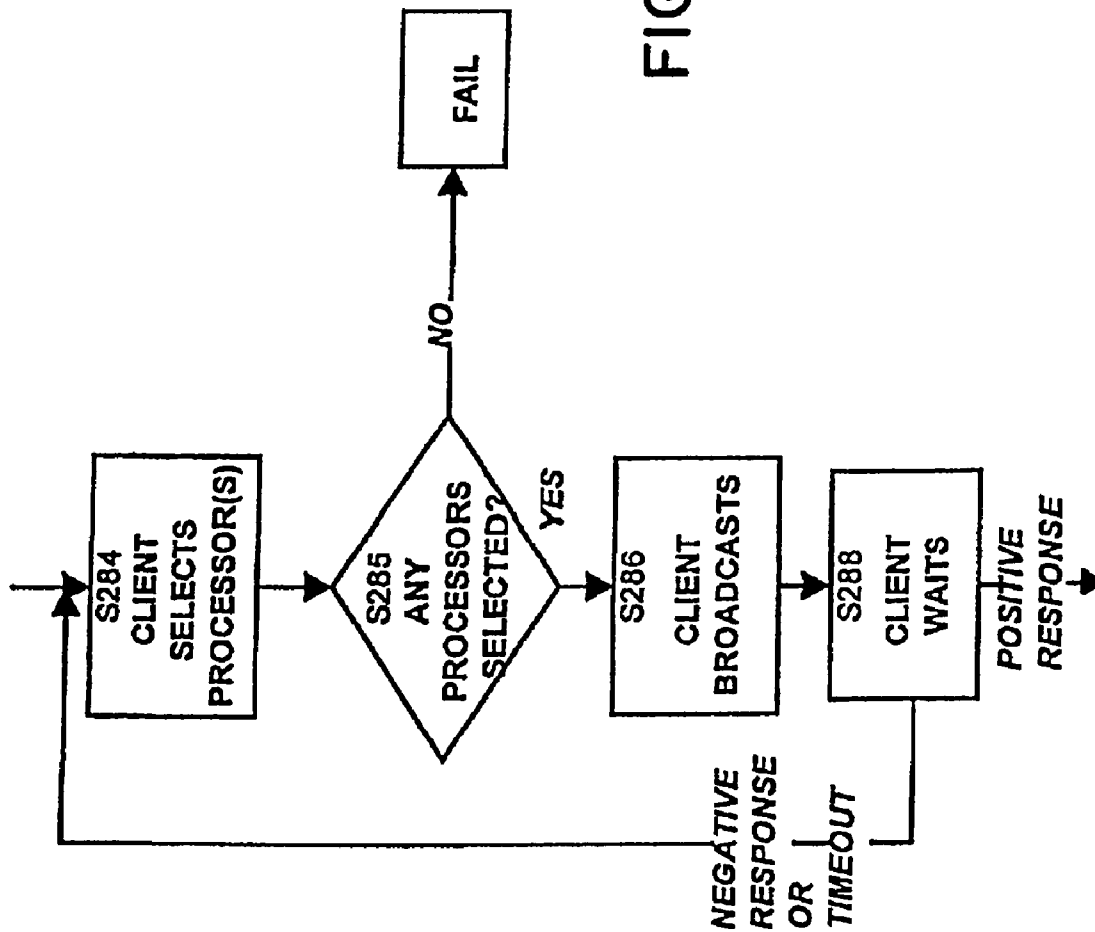 S284
CLIENT
SELECTS
PROCESSOR(S)
S285
ANY
PROCESSORS
SELECTED?
NO
FAIL
YES
S286
CLIENT
BROADCASTS
S288
CLIENT
WAITS
NEGATIVE
RESPONSE
OR
TIMEOUT
POSITIVE
RESPONSE